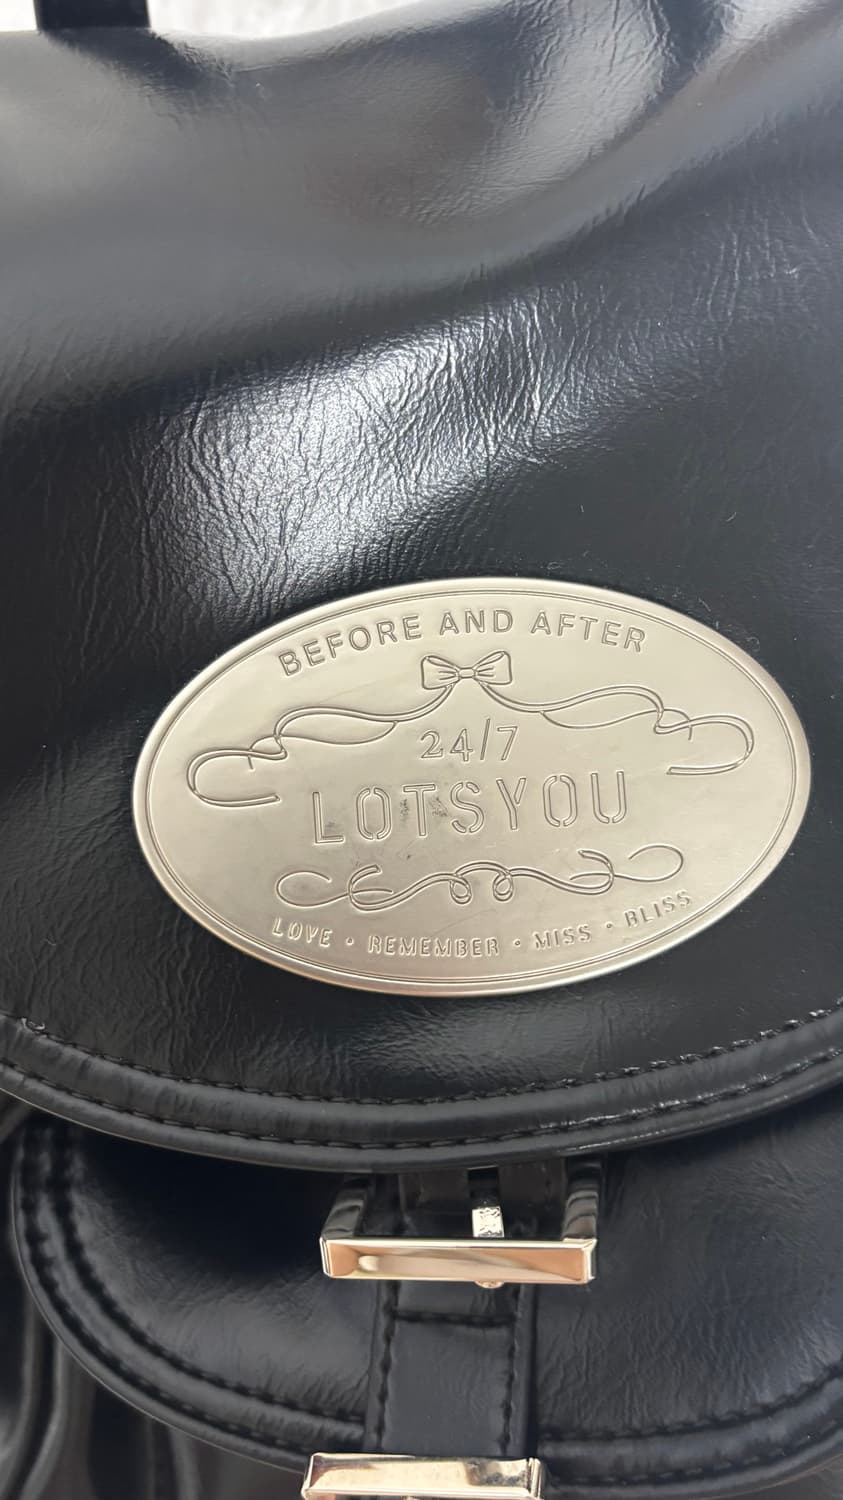 BEFORE AND AFTER
24/7
LOTSYOU
LOVE • REMEMBER • MISS • BLISS